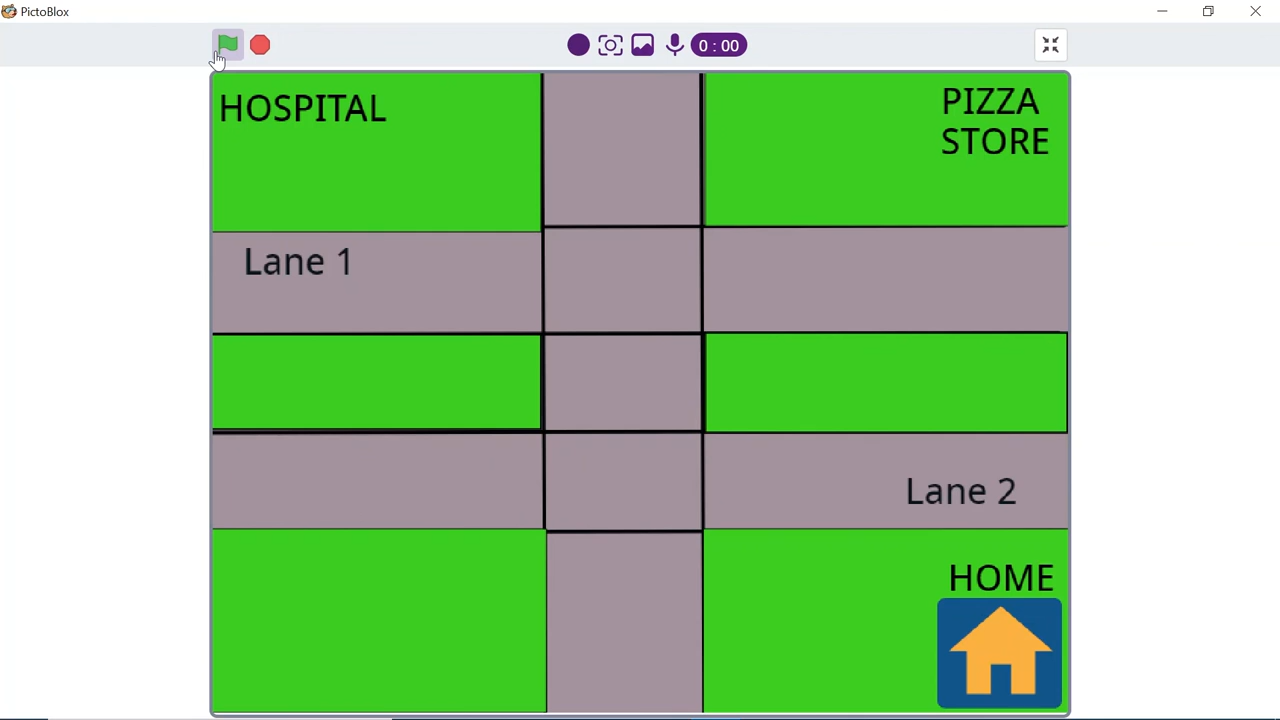 PictoBlox
0 : 00
HOSPITAL
PIZZA
STORE
Lane 1
Lane 2
HOME